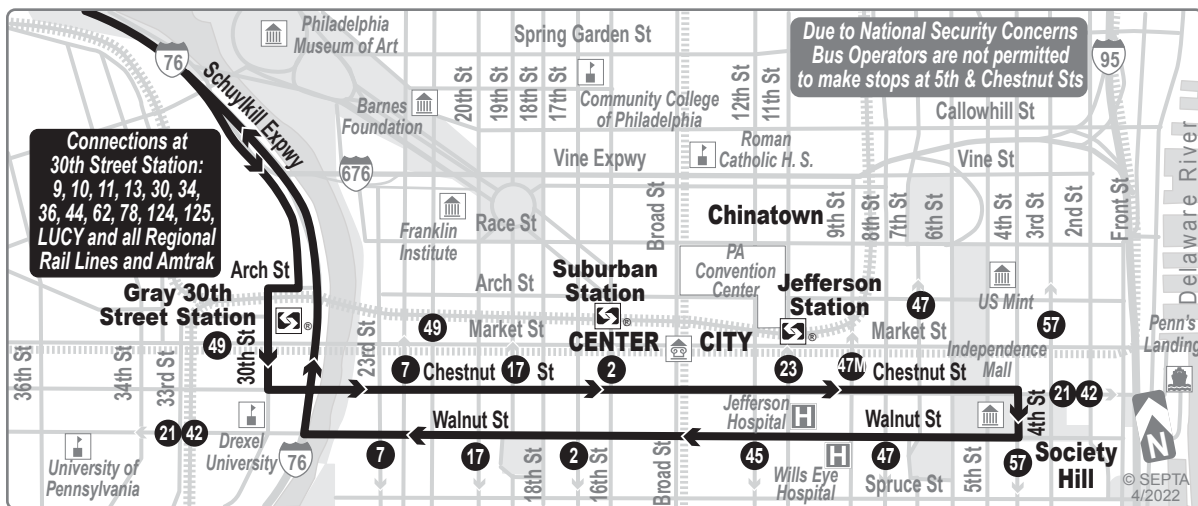 Philadelphia
Museum of Art
Spring Garden St
Due to National Security Concerns
Bus Operators are not permitted
to make stops at 5th & Chestnut Sts
76
95
Schuylkill Expwy
20th St
19th St
18th St
17th St
Community College
of Philadelphia
12th St
11th St
Callowhill St
Barnes
Foundation
Connections at
30th Street Station:
9, 10, 11, 13, 30, 34,
36, 44, 62, 78, 124, 125,
LUCY and all Regional
Rail Lines and Amtrak
676
Vine Expwy
Roman
Catholic H. S.
Vine St
Delaware River
Franklin
Institute
Race St
Broad St
Chinatown
9th St
8th St
7th St
6th St
4th St
3rd St
2nd St
Front St
Arch St
Arch St
Gray 30th
Street Station
®
Suburban
Station
®
PA
Convention
Center
Jefferson
Station
®
US Mint
47
57
49
30th St
23rd St
49
Market St
CENTER CITY
Market St
Independence
Mall
Penn's
Landing
36th St
34th St
33rd St
7
Chestnut
17
St
2
23
47M
Chestnut St
21
42
4th St
21
42
Drexel
University
Walnut St
Jefferson
Hospital
H
Walnut St
University of
Pennsylvania
76
7
17
18th St
2
16th St
Broad St
45
Wills Eye
Hospital
H
47
Spruce St
5th St
57
Society
Hill
N
© SEPTA
4/2022